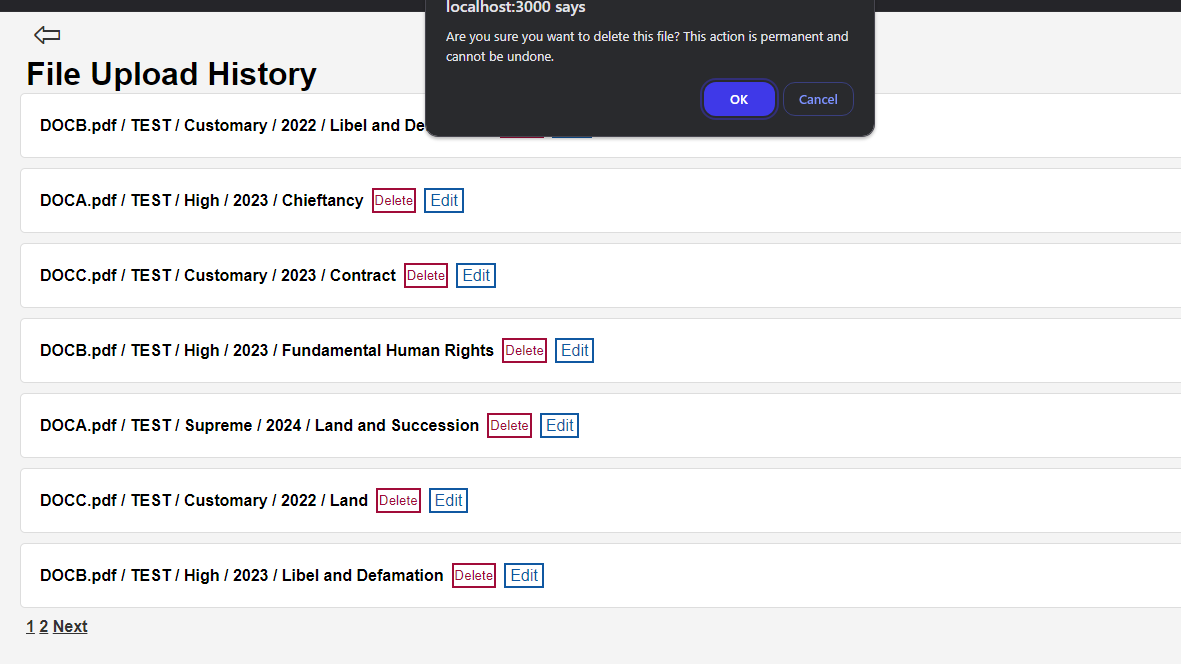 localhost:3000 says
Are you sure you want to delete this file? This action is permanent and
cannot be undone.
OK Cancel
File Upload History
DOCB.pdf / TEST / Customary / 2022 / Libel and De
DOCA.pdf / TEST / High / 2023 / Chieftancy Delete Edit
DOCC.pdf / TEST / Customary / 2023 / Contract Delete Edit
DOCB.pdf / TEST / High / 2023 / Fundamental Human Rights Delete Edit
DOCA.pdf / TEST / Supreme / 2024 / Land and Succession Delete Edit
DOCC.pdf / TEST / Customary / 2022 / Land Delete Edit
DOCB.pdf / TEST / High / 2023 / Libel and Defamation Delete Edit
1 2 Next